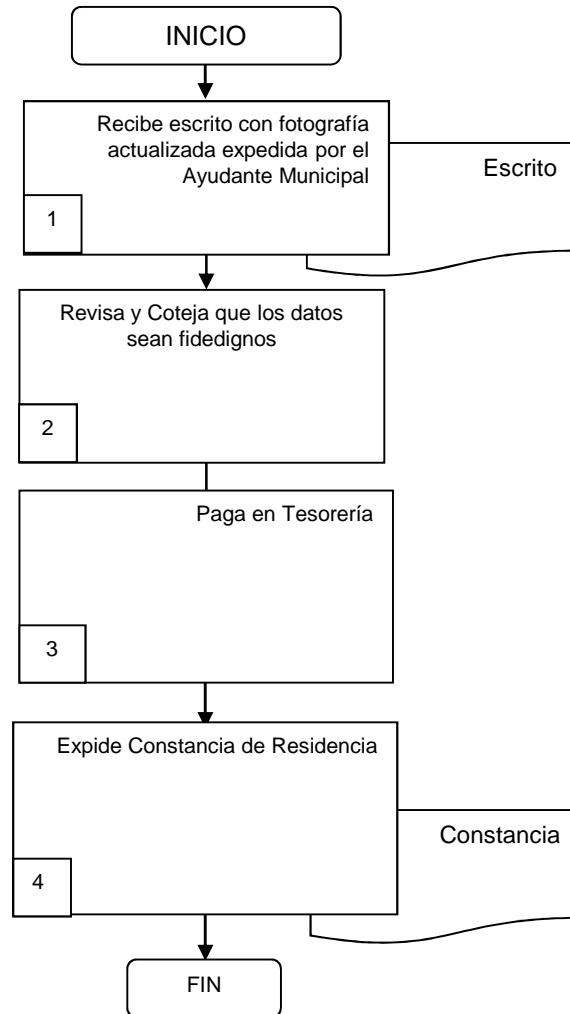 INICIO
Recibe escrito con fotografía
actualizada expedida por el
Ayudante Municipal
Escrito
1
Revisa y Coteja que los datos
sean fidedignos
2
Paga en Tesorería
3
Expide Constancia de Residencia
Constancia
4
FIN